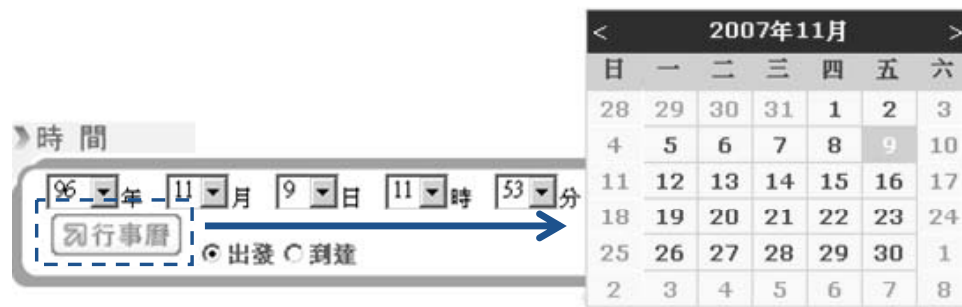 時 間
96 年 11 月 9 日 11 時 53 分
行事曆
出發 到達
< 2007年11月 >
日 一 二 三 四 五 六
28 29 30 31 1 2 3
4 5 6 7 8 9 10
11 12 13 14 15 16 17
18 19 20 21 22 23 24
25 26 27 28 29 30 1
2 3 4 5 6 7 8